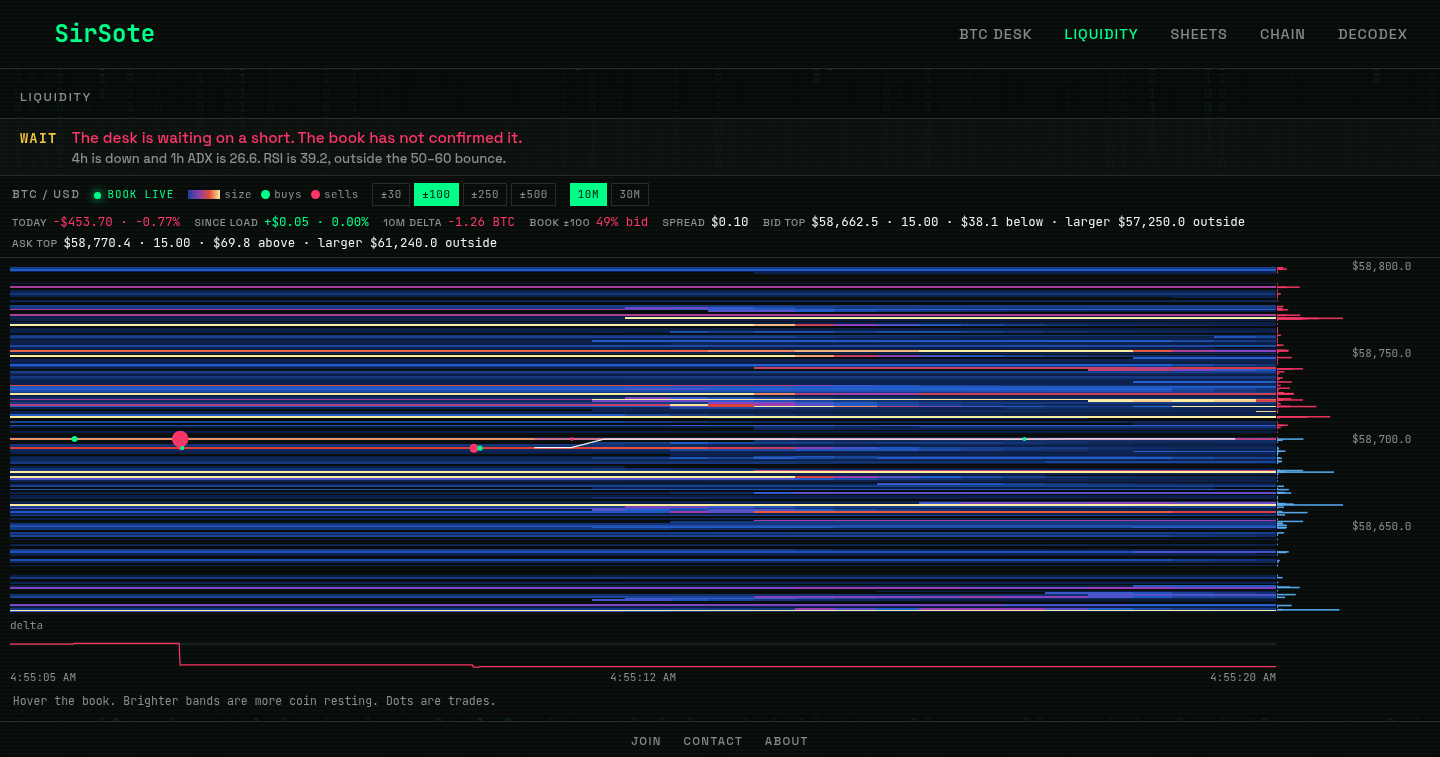 SirSote
BTC DESK LIQUIDITY SHEETS CHAIN DECODEX
LIQUIDITY
WAIT The desk is waiting on a short. The book has not confirmed it.
4h is down and 1h ADX is 26.6. RSI is 39.2, outside the 50–60 bounce.
BTC / USD BOOK LIVE size buys sells ±30 ±100 ±250 ±500 10M 30M
TODAY -$453.70 · -0.77% SINCE LOAD +$0.05 · 0.00% 10M DELTA -1.26 BTC BOOK ±100 49% bid SPREAD $0.10 BID TOP $58,662.5 · 15.00 · $38.1 below · larger $57,250.0 outside
ASK TOP $58,770.4 · 15.00 · $69.8 above · larger $61,240.0 outside
$58,800.0
$58,750.0
$58,700.0
$58,650.0
delta
4:55:05 AM 4:55:12 AM 4:55:20 AM
Hover the book. Brighter bands are more coin resting. Dots are trades.
JOIN CONTACT ABOUT